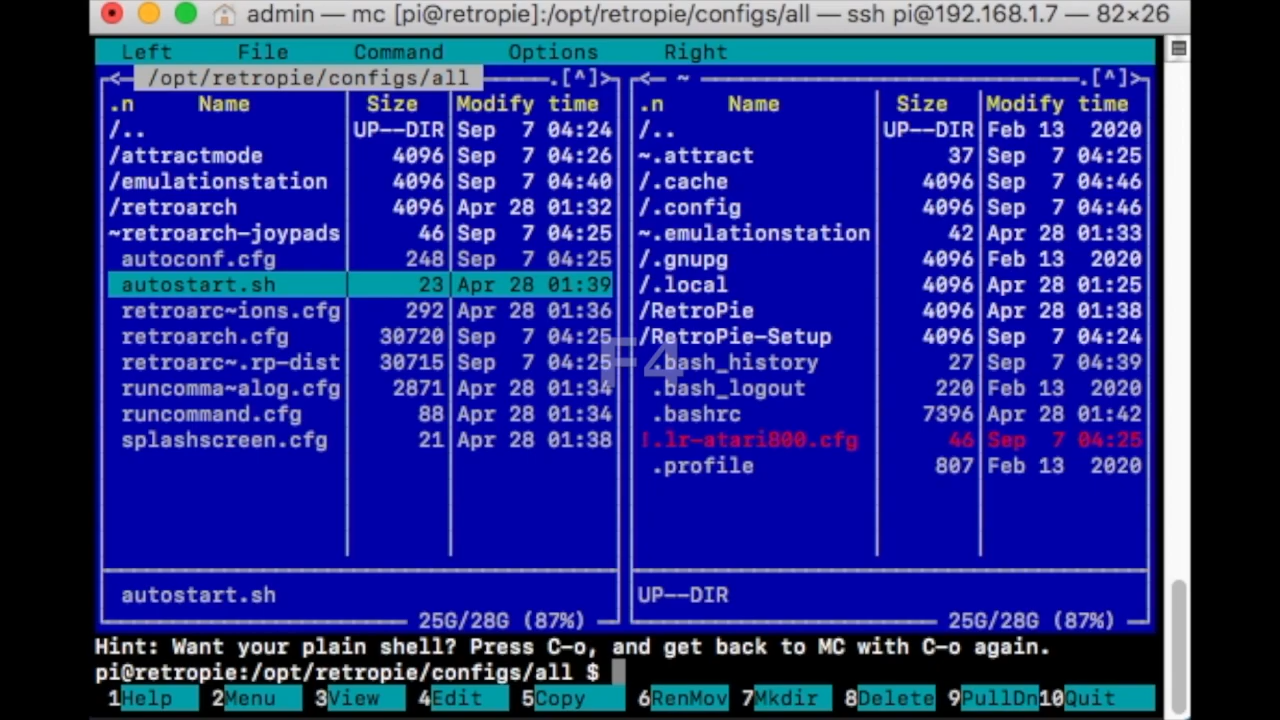 admin — mc [pi@retropie]:/opt/retropie/configs/all — ssh pi@192.168.1.7 — 82×26
Left File Command Options Right
<— /opt/retropie/configs/all .[^]> <— ~ .[^]>
.n Name Size Modify time .n Name Size Modify time
/.. UP--DIR Sep 7 04:24 /.. UP--DIR Feb 13 2020
/attractmode 4096 Sep 7 04:26 ~.attract 37 Sep 7 04:25
/emulationstation 4096 Sep 7 04:40 /.cache 4096 Sep 7 04:46
/retroarch 4096 Apr 28 01:32 /.config 4096 Sep 7 04:46
~retroarch-joypads 46 Sep 7 04:25 ~.emulationstation 42 Apr 28 01:33
autoconf.cfg 248 Sep 7 04:25 /.gnupg 4096 Feb 13 2020
autostart.sh 23 Apr 28 01:39 /.local 4096 Apr 28 01:25
retroarc~ions.cfg 292 Apr 28 01:36 /RetroPie 4096 Apr 28 01:38
retroarch.cfg 30720 Sep 7 04:25 /RetroPie-Setup 4096 Sep 7 04:24
retroarc~.rp-dist 30715 Sep 7 04:25 .bash_history 27 Sep 7 04:39
F4
runcomma~alog.cfg 2871 Apr 28 01:34 .bash_logout 220 Feb 13 2020
runcommand.cfg 88 Apr 28 01:34 .bashrc 7396 Apr 28 01:42
splashscreen.cfg 21 Apr 28 01:38 !.lr-atari800.cfg 46 Sep 7 04:25
.profile 807 Feb 13 2020
autostart.sh UP--DIR
25G/28G (87%) 25G/28G (87%)
Hint: Want your plain shell? Press C-o, and get back to MC with C-o again.
pi@retropie:/opt/retropie/configs/all $
1Help 2Menu 3View 4Edit 5Copy 6RenMov 7Mkdir 8Delete 9PullDn10Quit